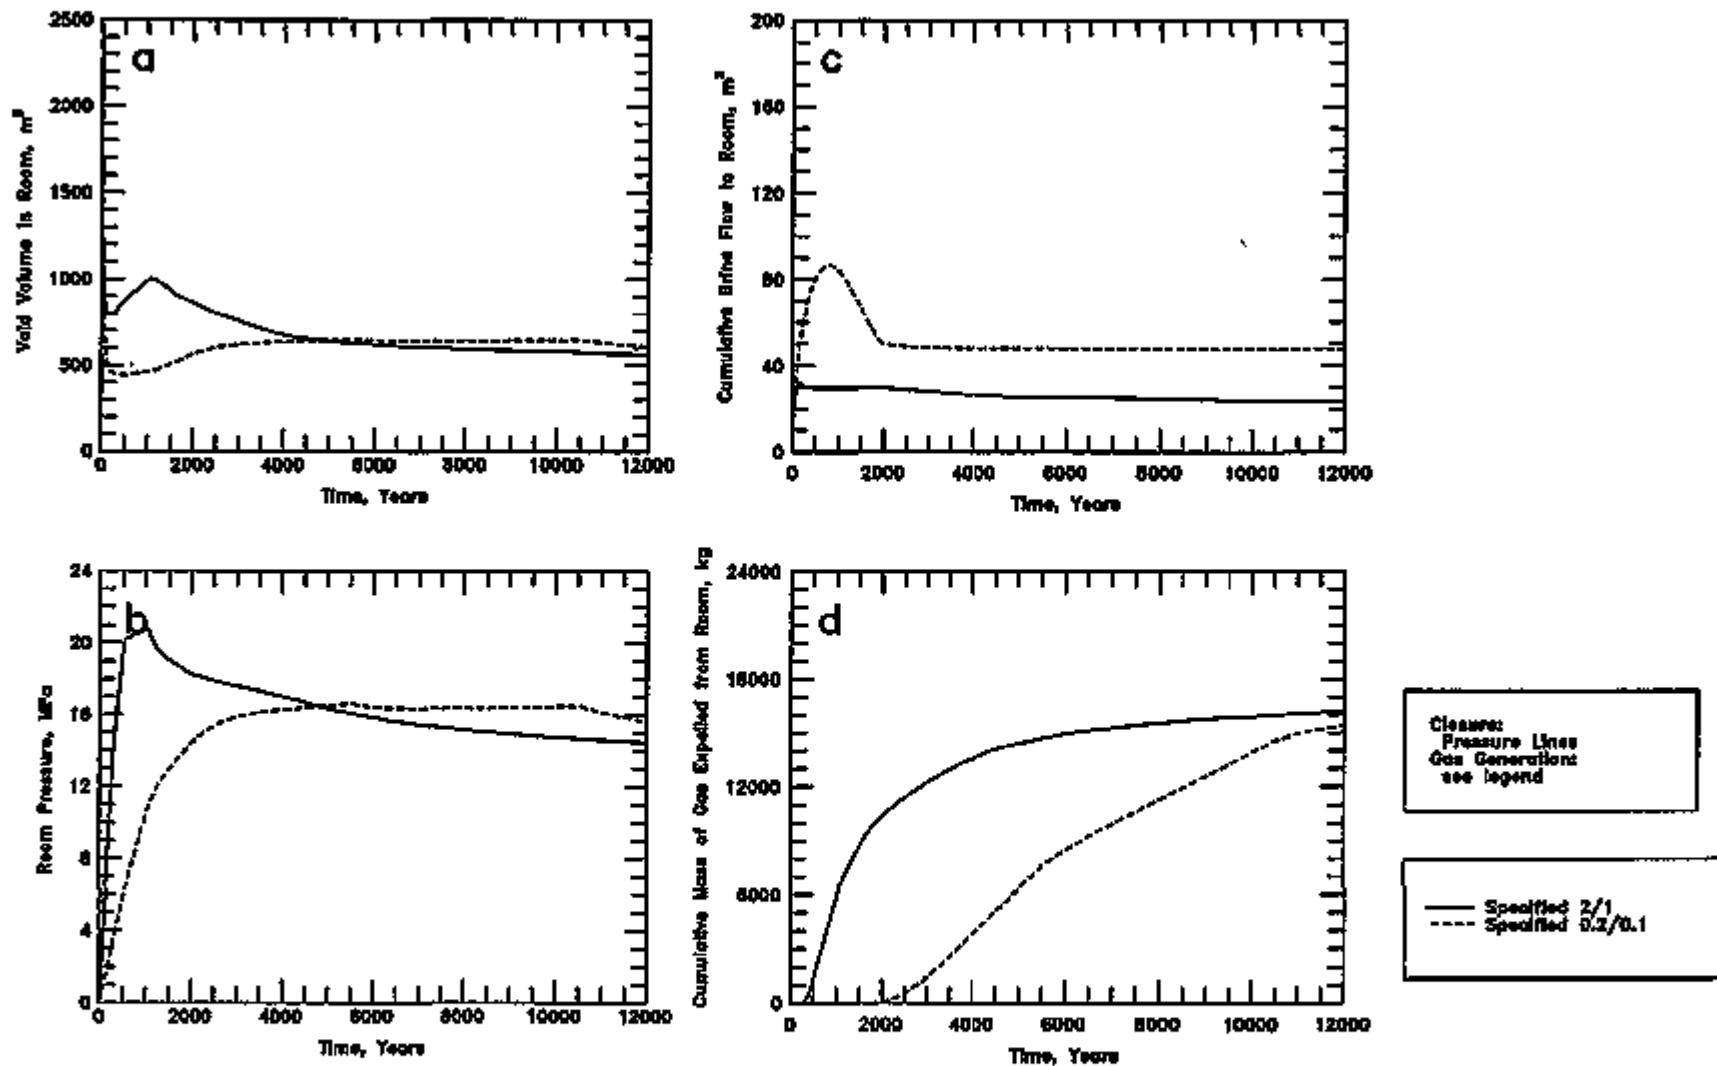 a
Void Volume in Room, m³
2500
2000
1500
1000
500
0
0 2000 4000 6000 8000 10000 12000
Time, Years
c
Cumulative Brine Flow to Room, m³
200
160
120
80
40
0
0 2000 4000 6000 8000 10000 12000
Time, Years
b
Room Pressure, MPa
24
20
16
12
8
4
0
0 2000 4000 6000 8000 10000 12000
Time, Years
d
Cumulative Mass of Gas Expelled from Room, kg
24000
18000
12000
6000
0
0 2000 4000 6000 8000 10000 12000
Time, Years
Closure:
Pressure Lines
Gas Generation:
see legend
Specified 2/1
Specified 0.2/0.1